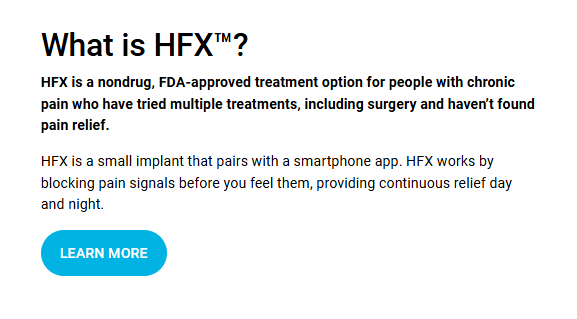 What is HFX™?
HFX is a nondrug, FDA-approved treatment option for people with chronic
pain who have tried multiple treatments, including surgery and haven’t found
pain relief.
HFX is a small implant that pairs with a smartphone app. HFX works by
blocking pain signals before you feel them, providing continuous relief day
and night.
LEARN MORE